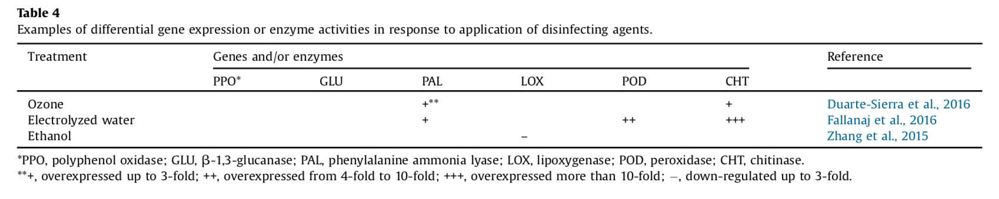 Table 4
Examples of differential gene expression or enzyme activities in response to application of disinfecting agents.
Treatment Genes and/or enzymes Reference
PPO* GLU PAL LOX POD CHT
Ozone +** + Duarte-Sierra et al., 2016
Electrolyzed water + ++ +++ Fallanaj et al., 2016
Ethanol − Zhang et al., 2015
*PPO, polyphenol oxidase; GLU, β-1,3-glucanase; PAL, phenylalanine ammonia lyase; LOX, lipoxygenase; POD, peroxidase; CHT, chitinase.
**+, overexpressed up to 3-fold; ++, overexpressed from 4-fold to 10-fold; +++, overexpressed more than 10-fold; −, down-regulated up to 3-fold.